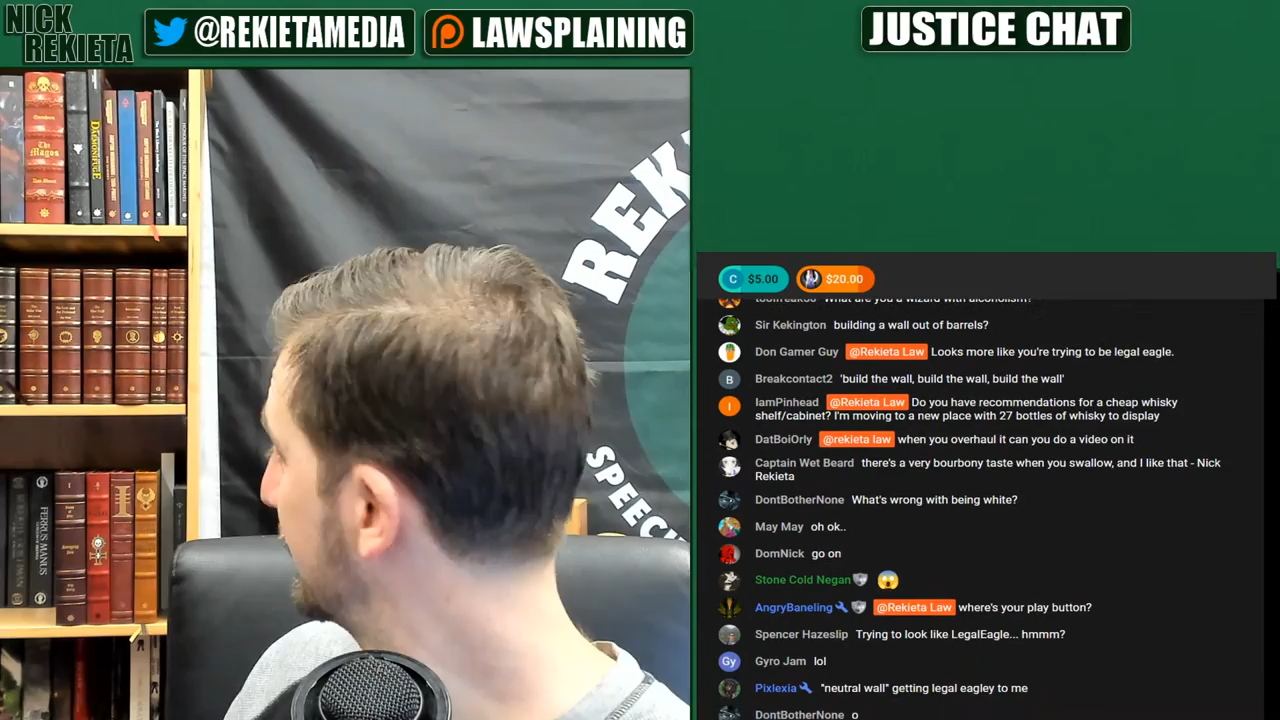 NICK
REKIETA
@REKIETAMEDIA
LAWSPLAINING
JUSTICE CHAT
The
Magos
DAEMONIFUGE
FERRUS MANUS
REK
SPEECH
C $5.00
$20.00
What are you a wizard with alcoholism?
Sir Kekington building a wall out of barrels?
Don Gamer Guy @Rekieta Law Looks more like you're trying to be legal eagle.
B Breakcontact2 'build the wall, build the wall, build the wall'
I IamPinhead @Rekieta Law Do you have recommendations for a cheap whisky
shelf/cabinet? I'm moving to a new place with 27 bottles of whisky to display
DatBoiOrly @rekieta law when you overhaul it can you do a video on it
Captain Wet Beard there's a very bourbony taste when you swallow, and I like that - Nick
Rekieta
DontBotherNone What's wrong with being white?
May May oh ok..
DomNick go on
Stone Cold Negan
AngryBaneling @Rekieta Law where's your play button?
Spencer Hazeslip Trying to look like LegalEagle... hmmm?
Gy Gyro Jam lol
Pixlexia "neutral wall" getting legal eagley to me
DontBotherNone o